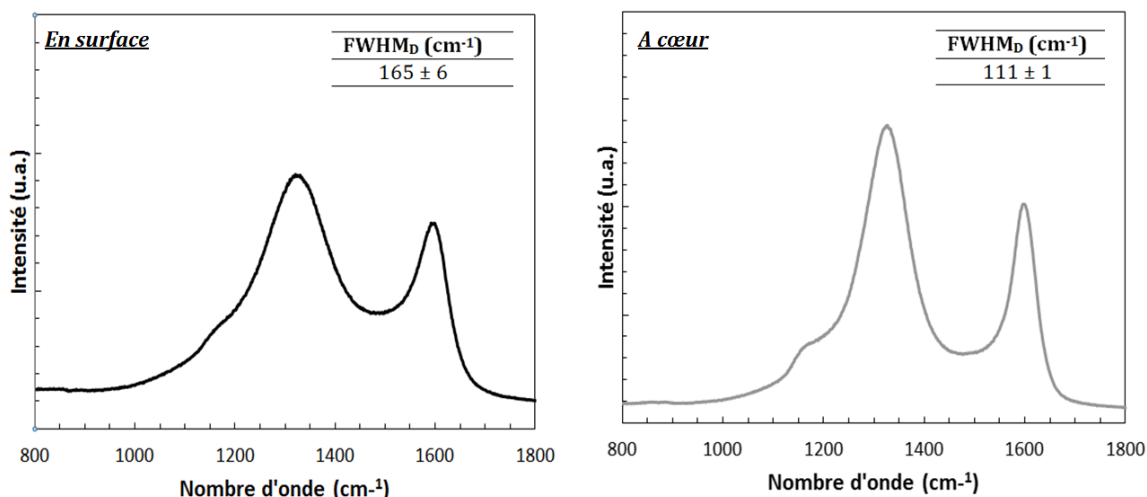 En surface
FWHMD (cm-1)
165 ± 6
Intensité (u.a.)
800 1000 1200 1400 1600 1800
Nombre d'onde (cm-1)
A cœur
FWHMD (cm-1)
111 ± 1
Intensité (u.a.)
800 1000 1200 1400 1600 1800
Nombre d'onde (cm-1)